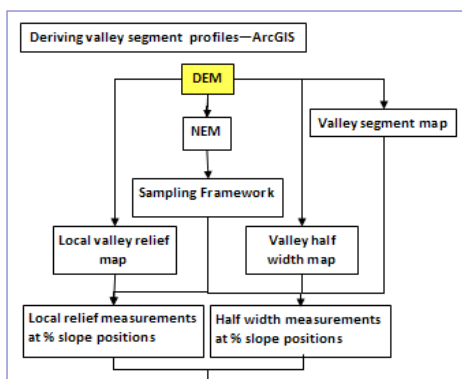 Deriving valley segment profiles—ArcGIS
DEM
NEM
Valley segment map
Sampling Framework
Local valley relief
map
Valley half
width map
Local relief measurements
at % slope positions
Half width measurements
at % slope positions